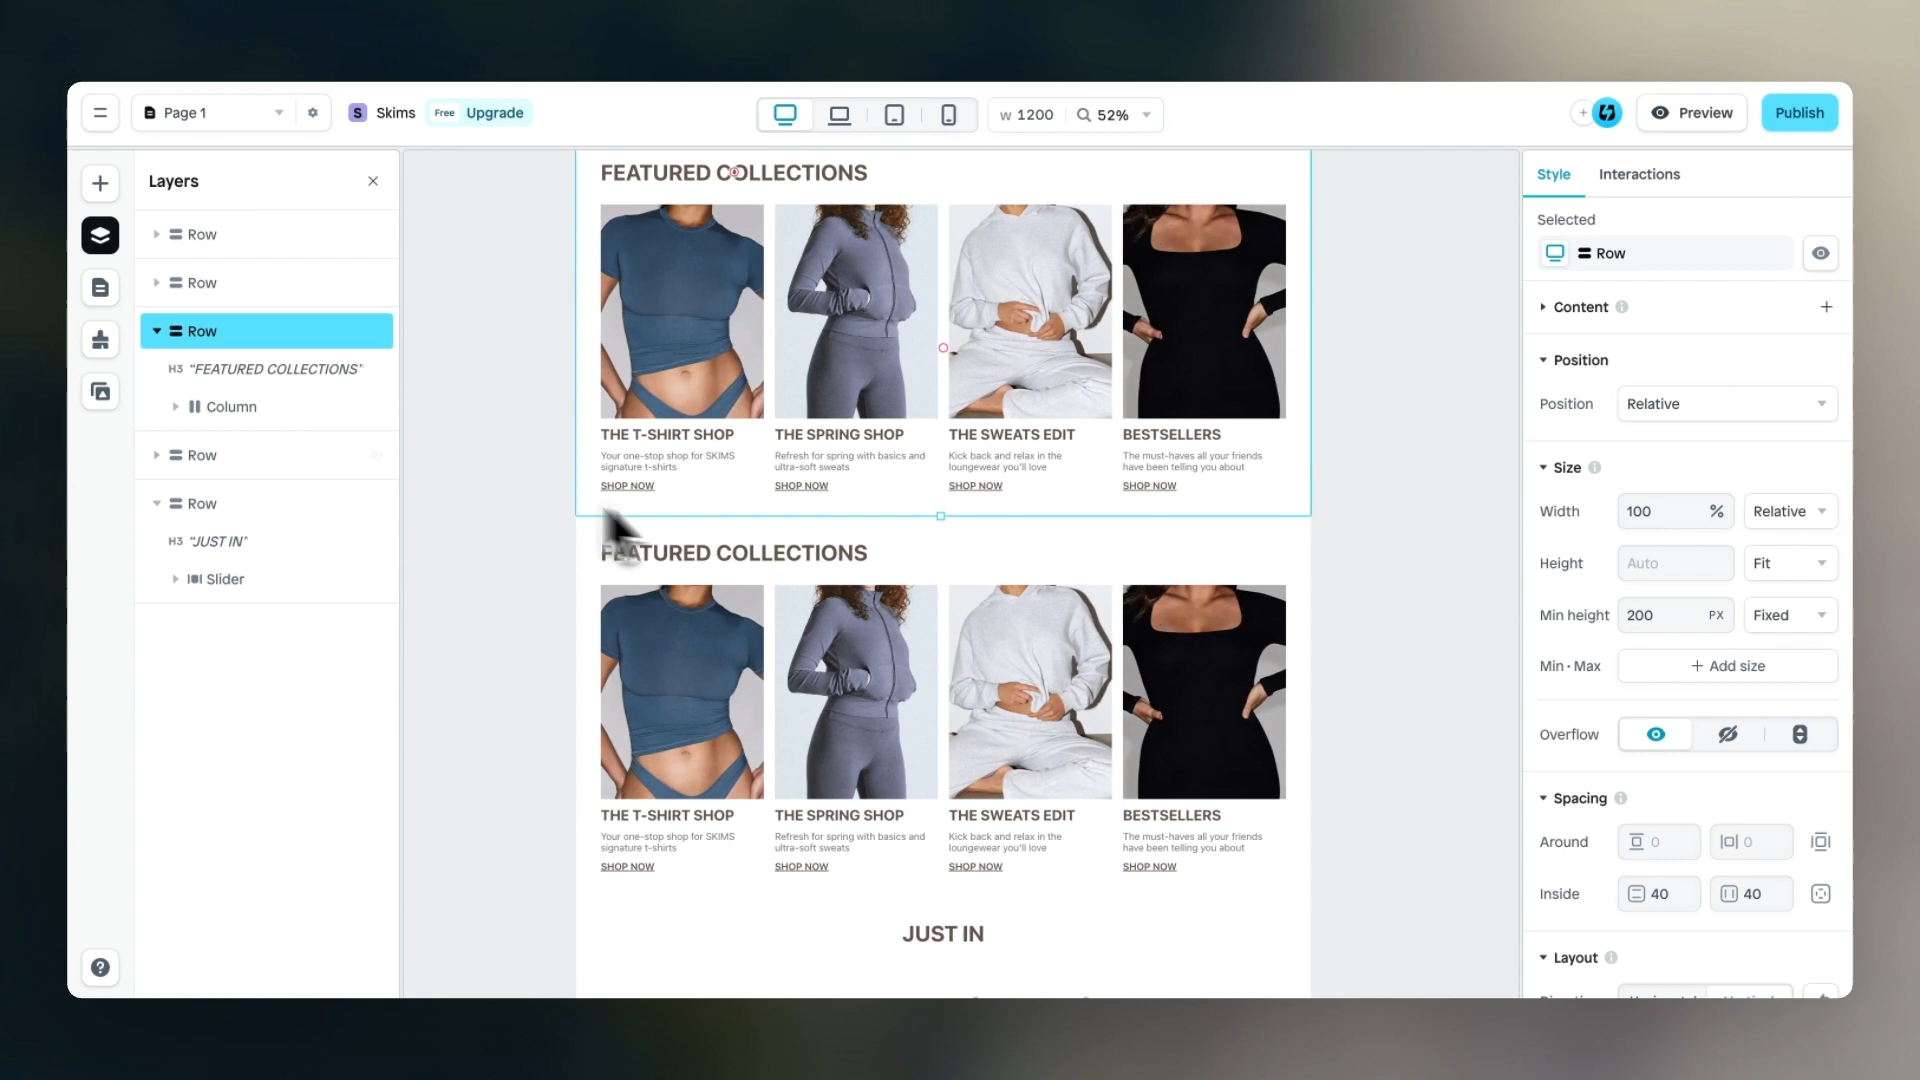 Page 1
S Skims
Free Upgrade
W 1200
52%
Preview
Publish
Layers
Row
Row
Row
H3 "FEATURED COLLECTIONS"
Column
Row
Row
H3 "JUST IN"
Slider
FEATURED COLLECTIONS
THE T-SHIRT SHOP
Your one-stop shop for SKIMS
signature t-shirts
SHOP NOW
THE SPRING SHOP
Refresh for spring with basics and
ultra-soft sweats
SHOP NOW
THE SWEATS EDIT
Kick back and relax in the
loungewear you'll love
SHOP NOW
BESTSELLERS
The must-haves all your friends
have been telling you about
SHOP NOW
FEATURED COLLECTIONS
THE T-SHIRT SHOP
Your one-stop shop for SKIMS
signature t-shirts
SHOP NOW
THE SPRING SHOP
Refresh for spring with basics and
ultra-soft sweats
SHOP NOW
THE SWEATS EDIT
Kick back and relax in the
loungewear you'll love
SHOP NOW
BESTSELLERS
The must-haves all your friends
have been telling you about
SHOP NOW
JUST IN
Style Interactions
Selected
Row
Content
Position
Position Relative
Size
Width 100 % Relative
Height Auto Fit
Min height 200 PX Fixed
Min · Max + Add size
Overflow
Spacing
Around 0 0
Inside 40 40
Layout